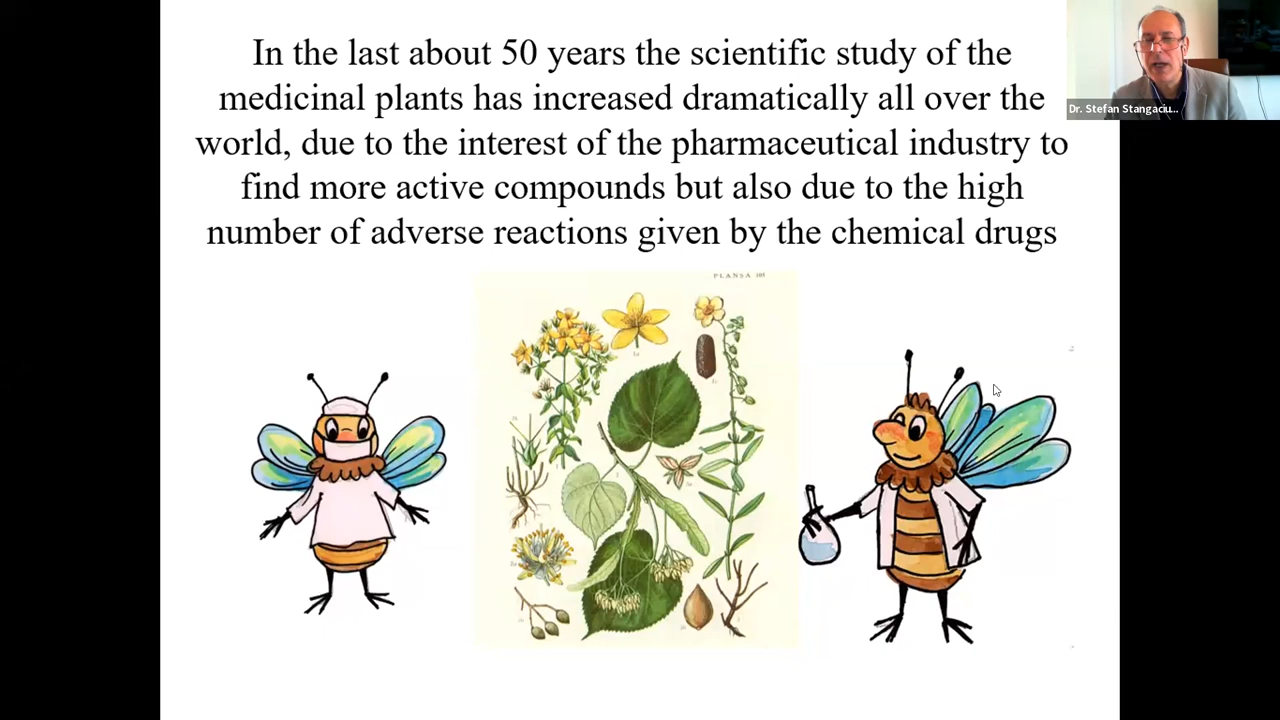 In the last about 50 years the scientific study of the
medicinal plants has increased dramatically all over the
world, due to the interest of the pharmaceutical industry to
find more active compounds but also due to the high
number of adverse reactions given by the chemical drugs
Dr. Stefan Stangaciu...
PLANSA 101